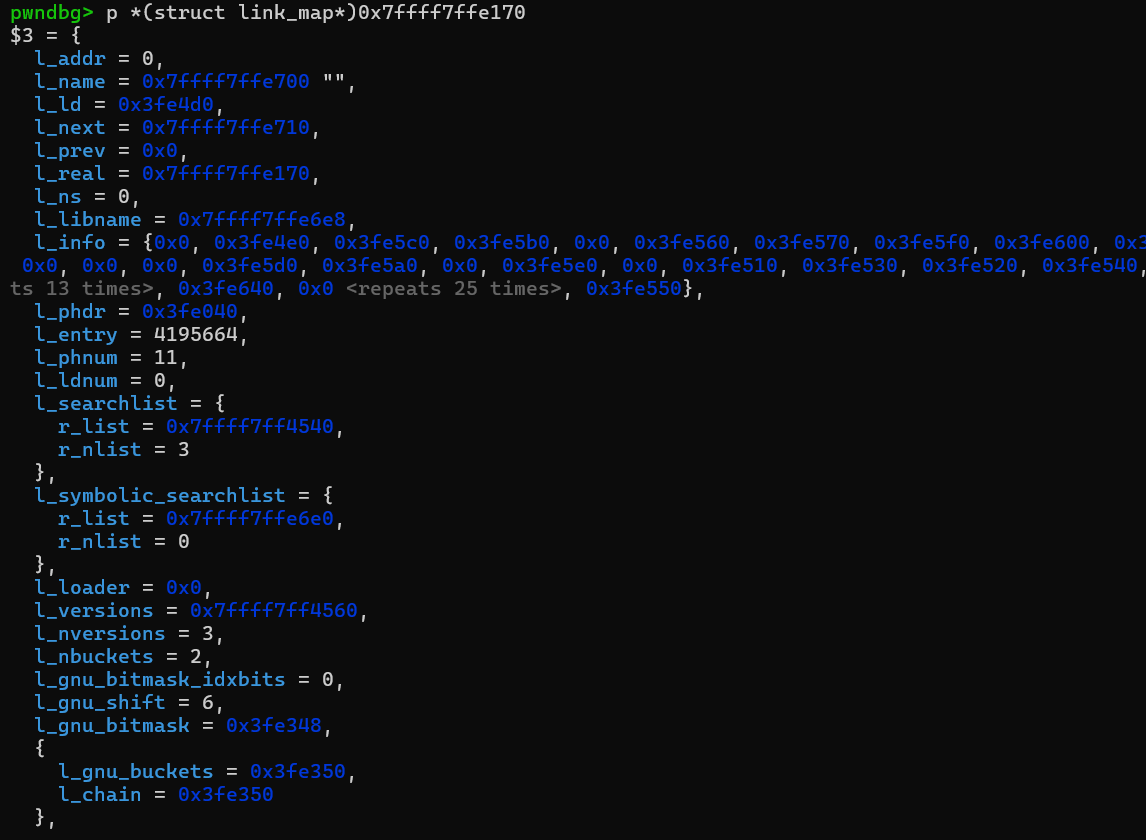 pwndbg> p *(struct link_map*)0x7ffff7ffe170
$3 = {
  l_addr = 0,
  l_name = 0x7ffff7ffe700 "",
  l_ld = 0x3fe4d0,
  l_next = 0x7ffff7ffe710,
  l_prev = 0x0,
  l_real = 0x7ffff7ffe170,
  l_ns = 0,
  l_libname = 0x7ffff7ffe6e8,
  l_info = {0x0, 0x3fe4e0, 0x3fe5c0, 0x3fe5b0, 0x0, 0x3fe560, 0x3fe570, 0x3fe5f0, 0x3fe600, 0x3
 0x0, 0x0, 0x0, 0x3fe5d0, 0x3fe5a0, 0x0, 0x3fe5e0, 0x0, 0x3fe510, 0x3fe530, 0x3fe520, 0x3fe540,
ts 13 times>, 0x3fe640, 0x0 <repeats 25 times>, 0x3fe550},
  l_phdr = 0x3fe040,
  l_entry = 4195664,
  l_phnum = 11,
  l_ldnum = 0,
  l_searchlist = {
    r_list = 0x7ffff7ff4540,
    r_nlist = 3
  },
  l_symbolic_searchlist = {
    r_list = 0x7ffff7ffe6e0,
    r_nlist = 0
  },
  l_loader = 0x0,
  l_versions = 0x7ffff7ff4560,
  l_nversions = 3,
  l_nbuckets = 2,
  l_gnu_bitmask_idxbits = 0,
  l_gnu_shift = 6,
  l_gnu_bitmask = 0x3fe348,
  {
    l_gnu_buckets = 0x3fe350,
    l_chain = 0x3fe350
  },